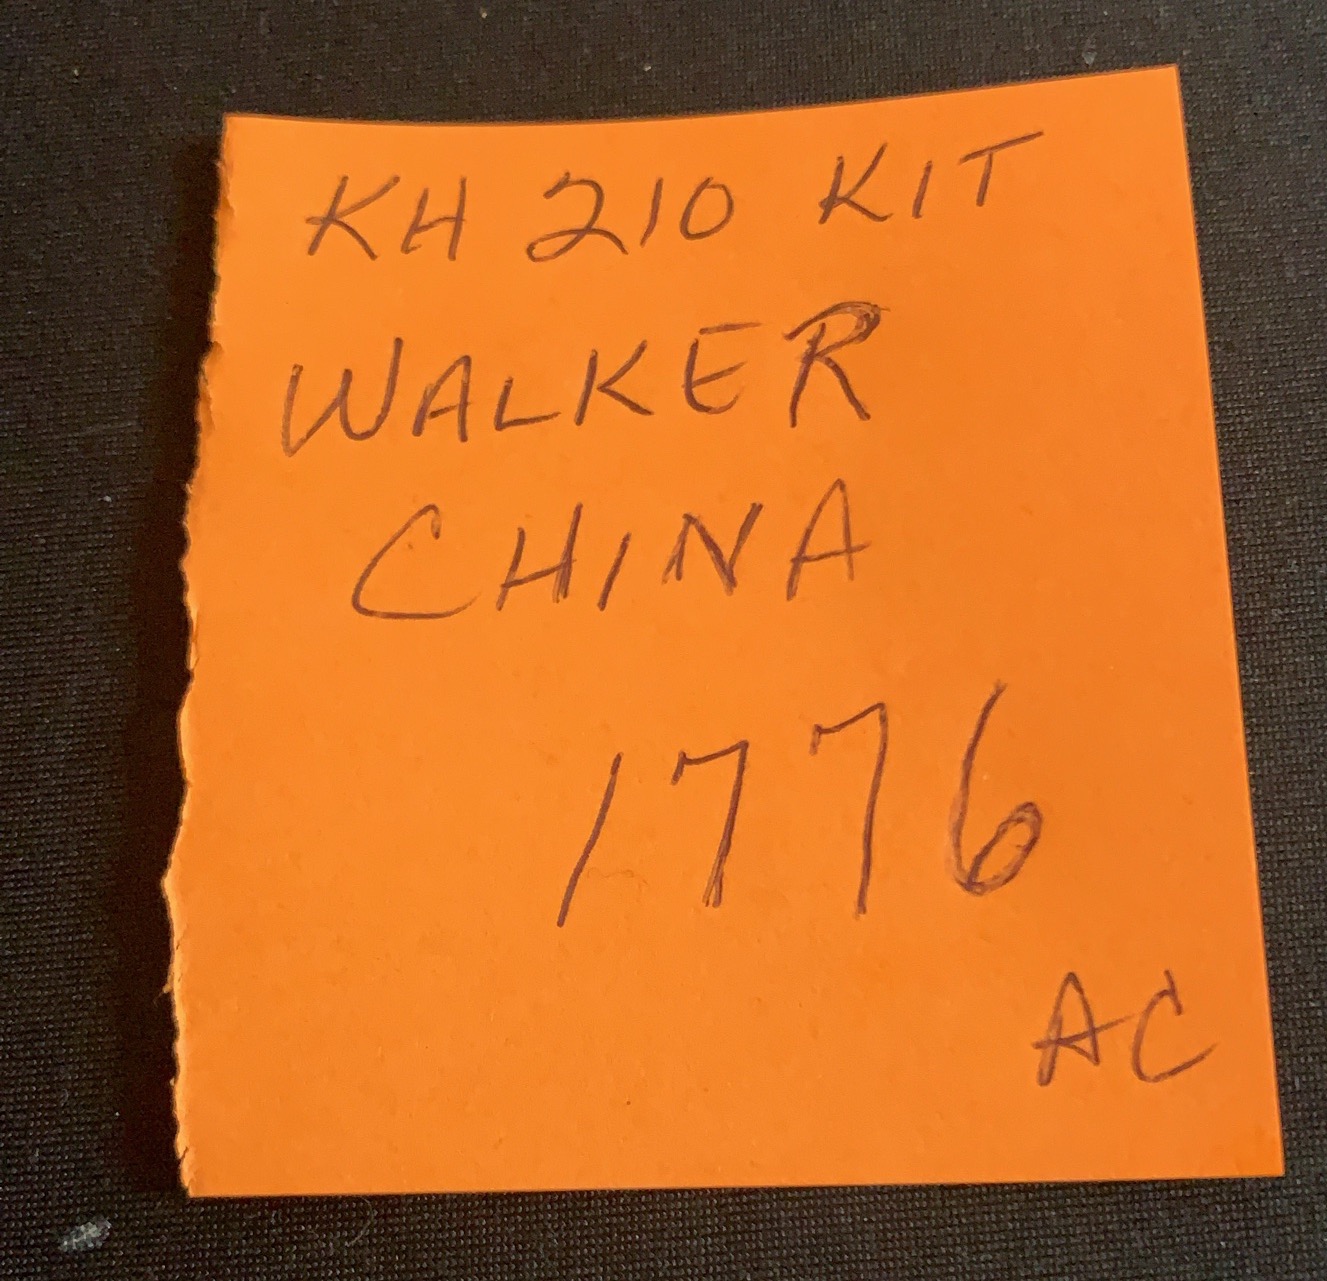 KH 210 KIT
WALKER
CHINA
1776
AC